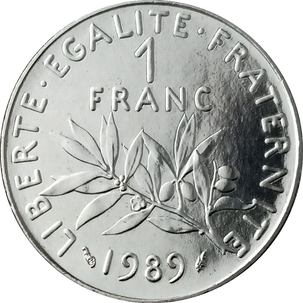 LIBERTE · EGALITE · FRATERNITE
1
FRANC
1989